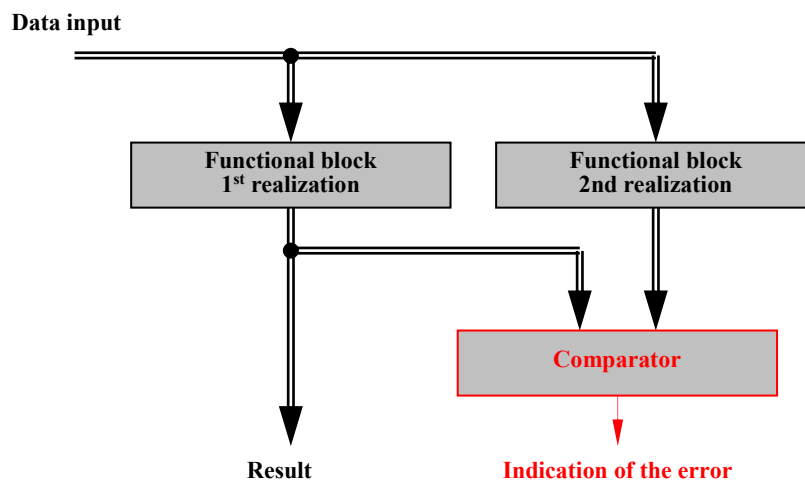 Data input
Functional block
1st realization
Functional block
2nd realization
Comparator
Result
Indication of the error